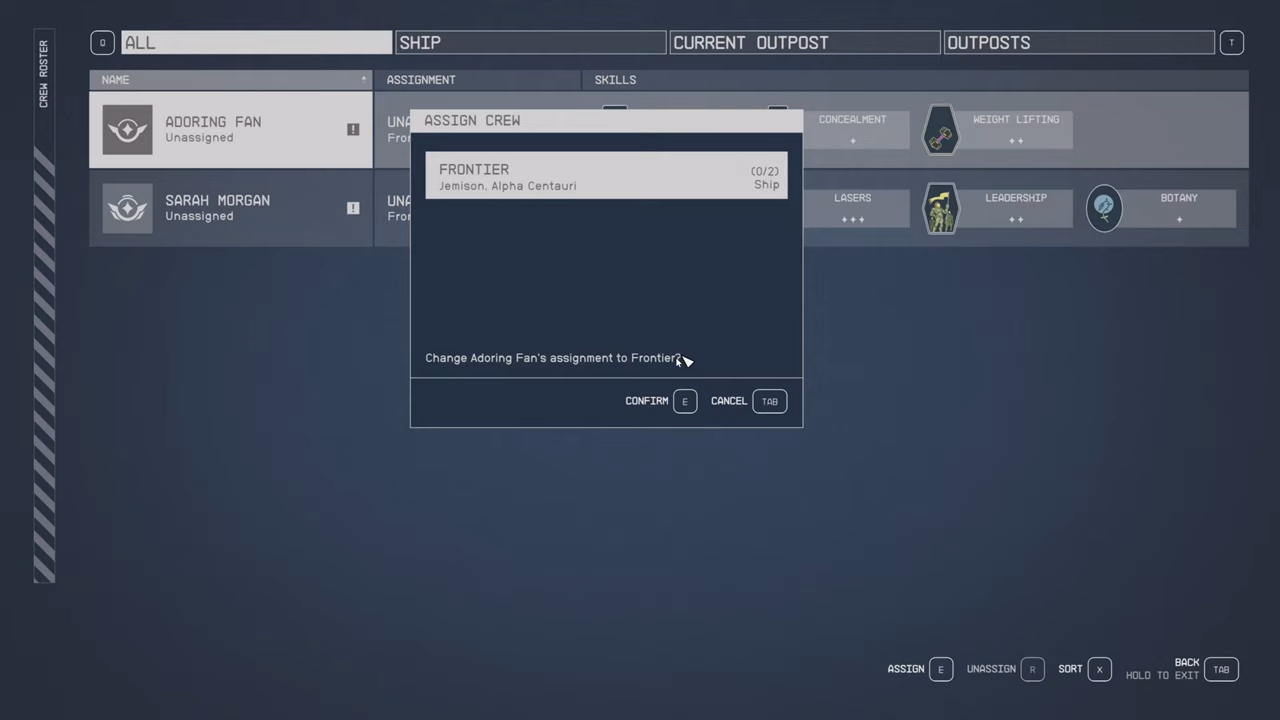 CREW ROSTER
Q
ALL
SHIP
CURRENT OUTPOST
OUTPOSTS
T
NAME
ASSIGNMENT
SKILLS
ADORING FAN
Unassigned
!
CONCEALMENT
WEIGHT LIFTING
SARAH MORGAN
Unassigned
!
LASERS
LEADERSHIP
BOTANY
ASSIGN CREW
FRONTIER
Jemison, Alpha Centauri
(0/2)
Ship
Change Adoring Fan's assignment to Frontier?
CONFIRM E CANCEL TAB
ASSIGN E UNASSIGN R SORT X BACK
HOLD TO EXIT TAB